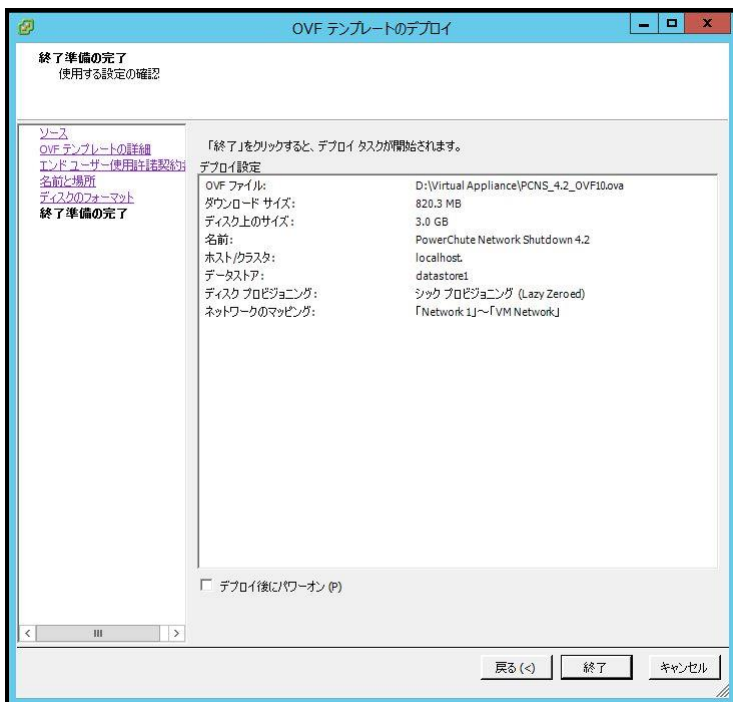 OVF テンプレートのデプロイ
終了準備の完了
使用する設定の確認
ソース
OVF テンプレートの詳細
エンド ユーザー使用許諾契約
名前と場所
ディスクのフォーマット
終了準備の完了
「終了」をクリックすると、デプロイ タスクが開始されます。
デプロイ設定
OVF ファイル: D:\Virtual Appliance\PCNS_4.2_OVF10.ova
ダウンロード サイズ: 820.3 MB
ディスク上のサイズ: 3.0 GB
名前: PowerChute Network Shutdown 4.2
ホスト/クラスタ: localhost.
データストア: datastore1
ディスク プロビジョニング: シック プロビジョニング (Lazy Zeroed)
ネットワークのマッピング: 「Network 1」～「VM Network」
デプロイ後にパワーオン (P)
戻る (<) 終了 キャンセル